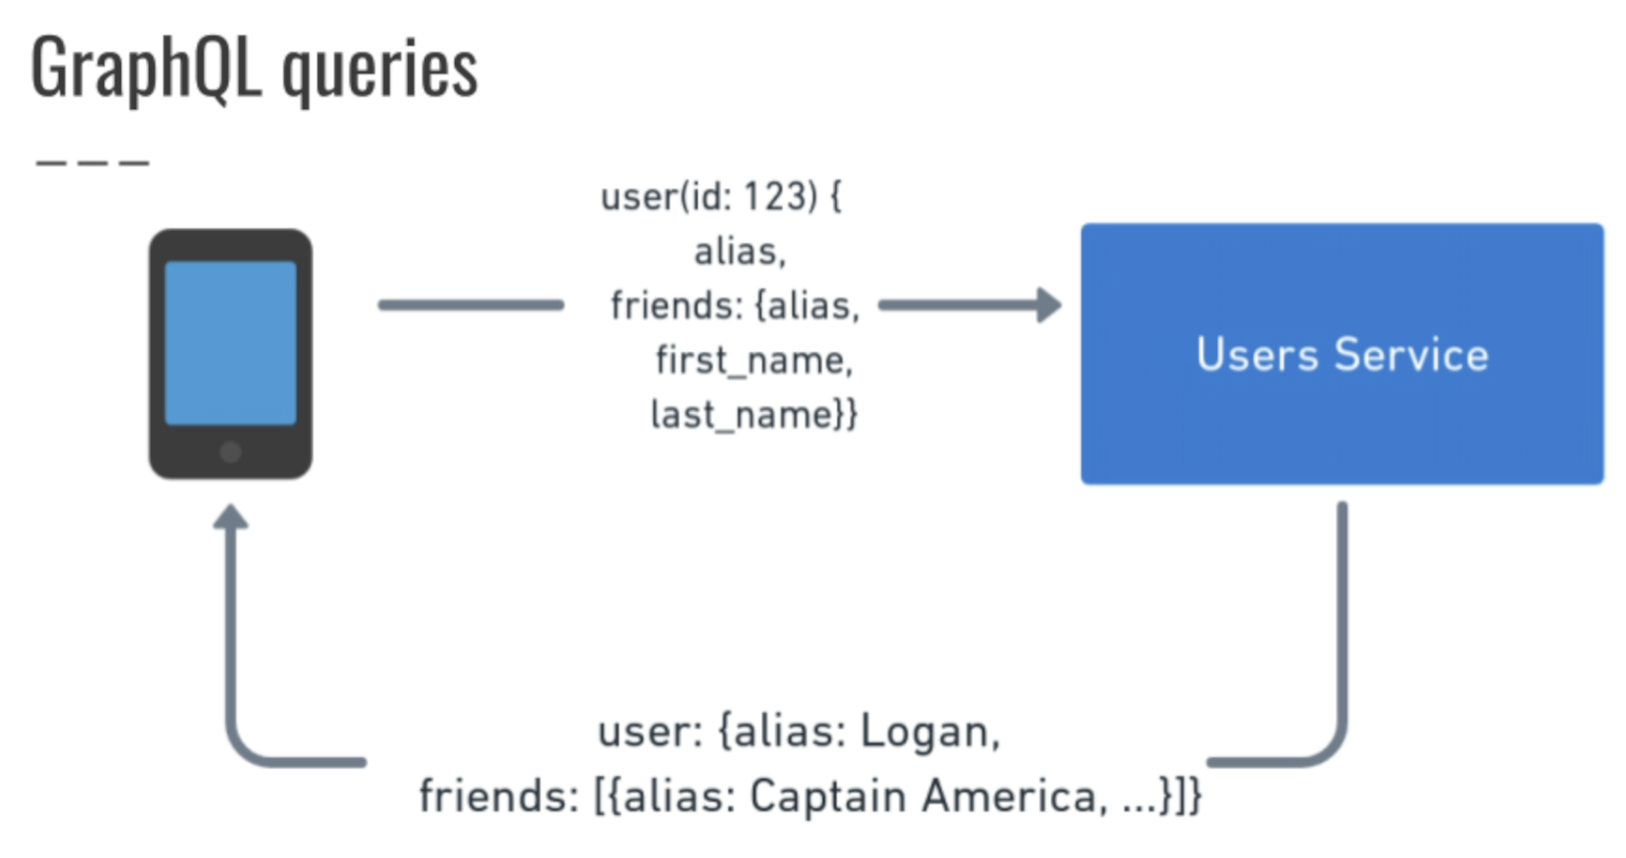 GraphQL queries
user(id: 123) {
alias,
friends: {alias,
first_name,
last_name}}
Users Service
user: {alias: Logan,
friends: [{alias: Captain America, ...}]}